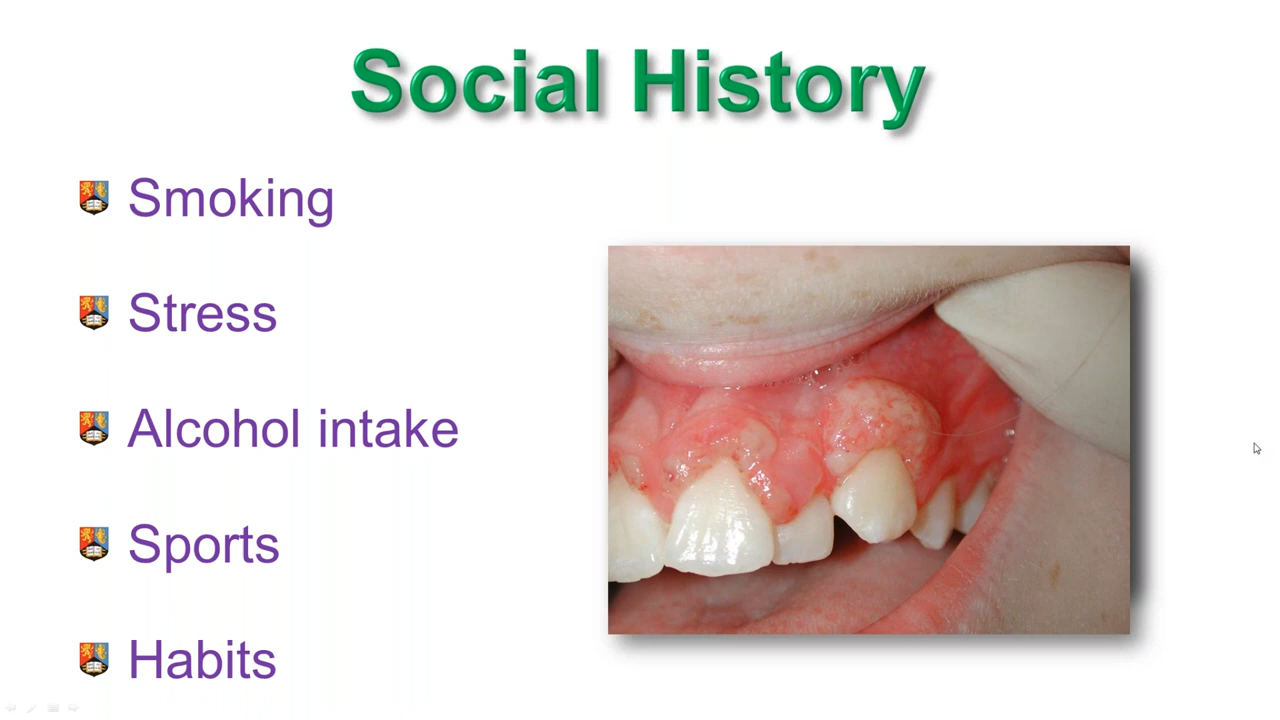 Social History
Smoking
Stress
Alcohol intake
Sports
Habits